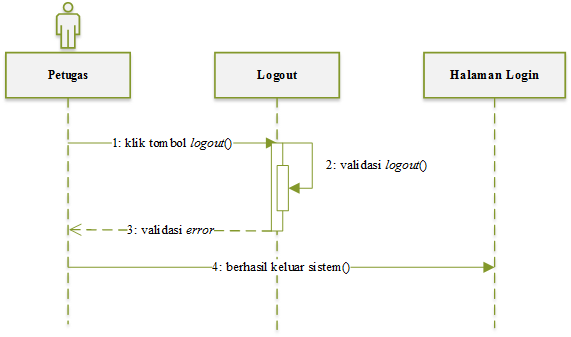 Petugas
Logout
Halaman Login
1: klik tombol logout()
2: validasi logout()
3: validasi error
4: berhasil keluar sistem()